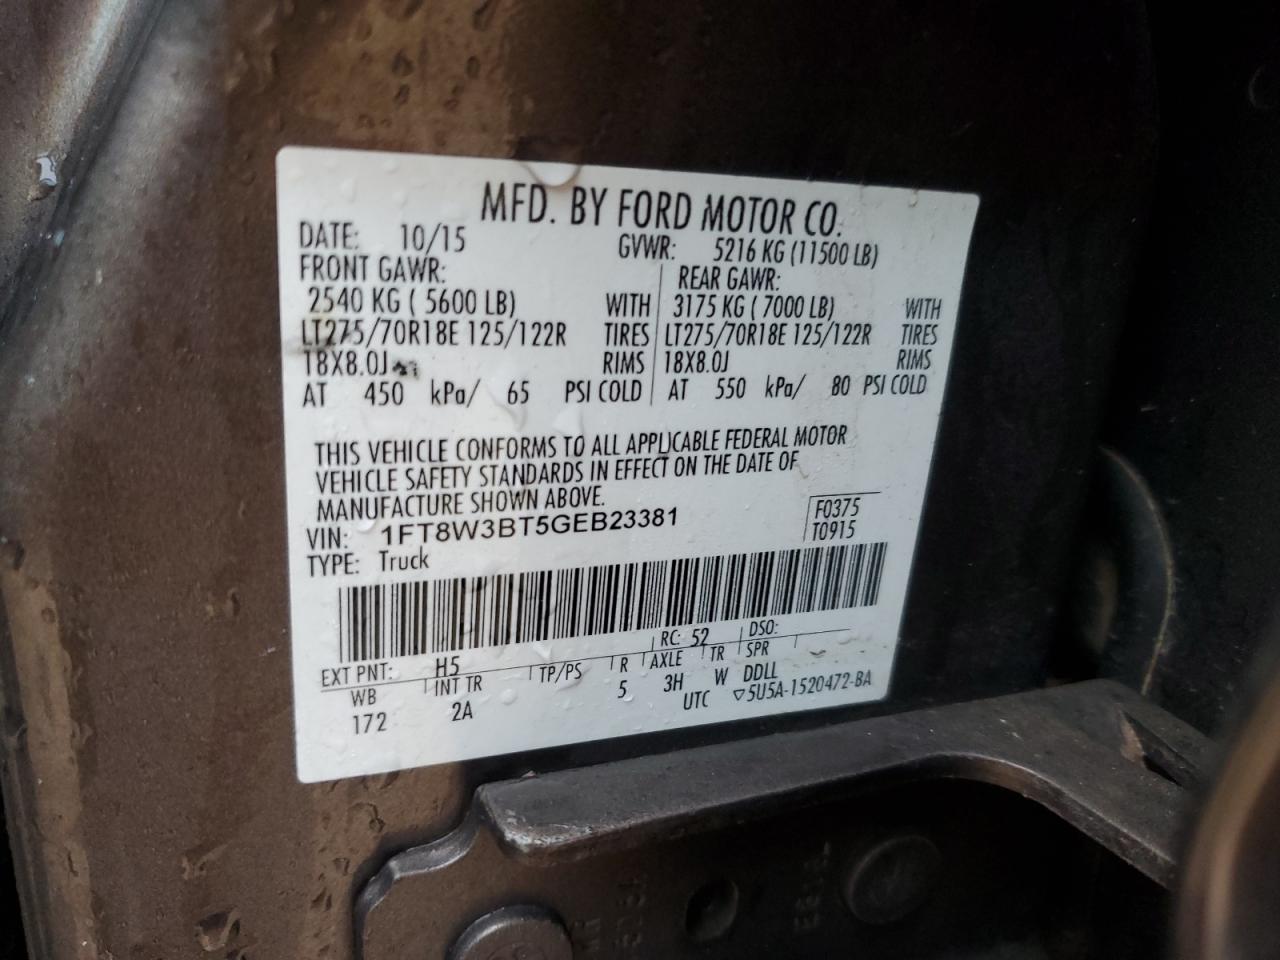 MFD. BY FORD MOTOR CO.
DATE: 10/15 GVWR: 5216 KG (11500 LB)
FRONT GAWR: REAR GAWR:
2540 KG ( 5600 LB) WITH 3175 KG ( 7000 LB) WITH
LT275/70R18E 125/122R TIRES LT275/70R18E 125/122R TIRES
18X8.0J RIMS 18X8.0J RIMS
AT 450 kPa/ 65 PSI COLD AT 550 kPa/ 80 PSI COLD
THIS VEHICLE CONFORMS TO ALL APPLICABLE FEDERAL MOTOR
VEHICLE SAFETY STANDARDS IN EFFECT ON THE DATE OF
MANUFACTURE SHOWN ABOVE.
VIN: 1FT8W3BT5GEB23381 F0375
TYPE: Truck T0915
EXT PNT: H5 RC: 52 DSO:
WB INT TR TP/PS R AXLE TR SPR
172 2A 5 3H W DDLL
UTC ▽5U5A-1520472-BA